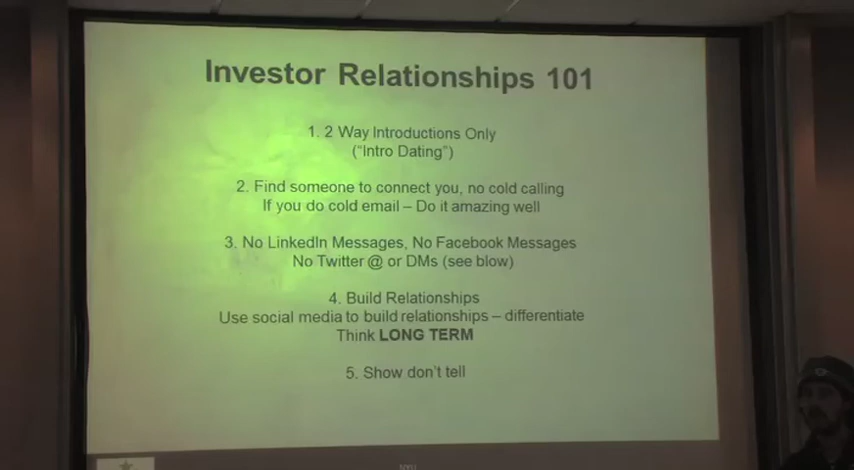 Investor Relationships 101
1. 2 Way Introductions Only
("Intro Dating")
2. Find someone to connect you, no cold calling
If you do cold email – Do it amazing well
3. No LinkedIn Messages, No Facebook Messages
No Twitter @ or DMs (see blow)
4. Build Relationships
Use social media to build relationships – differentiate
Think LONG TERM
5. Show don't tell
NYU